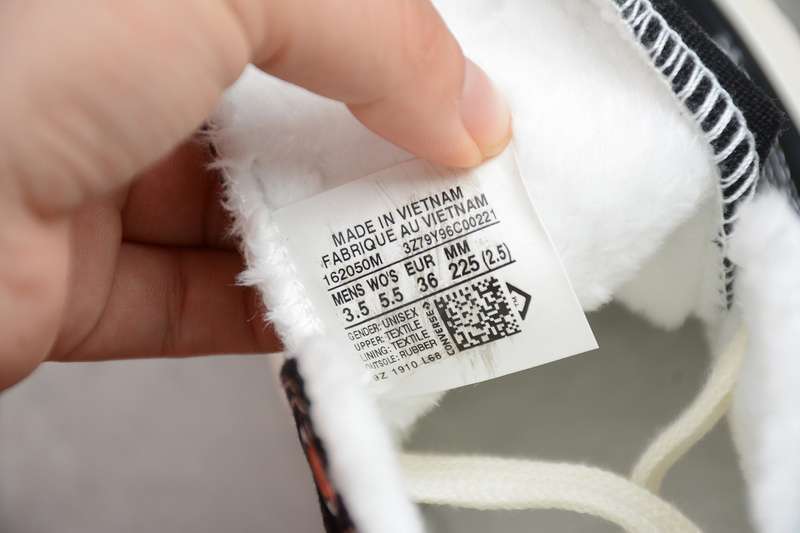 MADE IN VIETNAM
FABRIQUE AU VIETNAM
162050M 3Z79Y96C00221
MENS WO'S EUR MM
3.5 5.5 36 225 (2.5)
GENDER: UNISEX
UPPER: TEXTILE
LINING: TEXTILE
OUTSOLE: RUBBER
1910 L68
CONVERSE